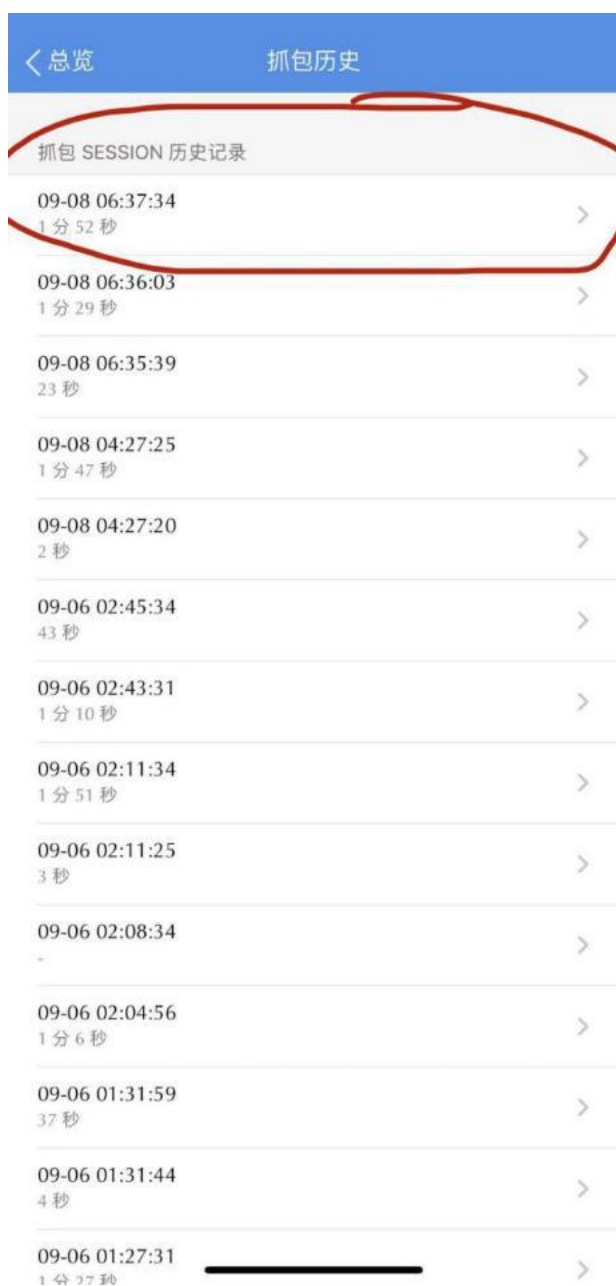 总览
抓包历史
抓包 SESSION 历史记录
09-08 06:37:34
1 分 52 秒
09-08 06:36:03
1 分 29 秒
09-08 06:35:39
23 秒
09-08 04:27:25
1 分 47 秒
09-08 04:27:20
2 秒
09-06 02:45:34
43 秒
09-06 02:43:31
1 分 10 秒
09-06 02:11:34
1 分 51 秒
09-06 02:11:25
3 秒
09-06 02:08:34
-
09-06 02:04:56
1 分 6 秒
09-06 01:31:59
37 秒
09-06 01:31:44
4 秒
09-06 01:27:31
1 分 27 秒